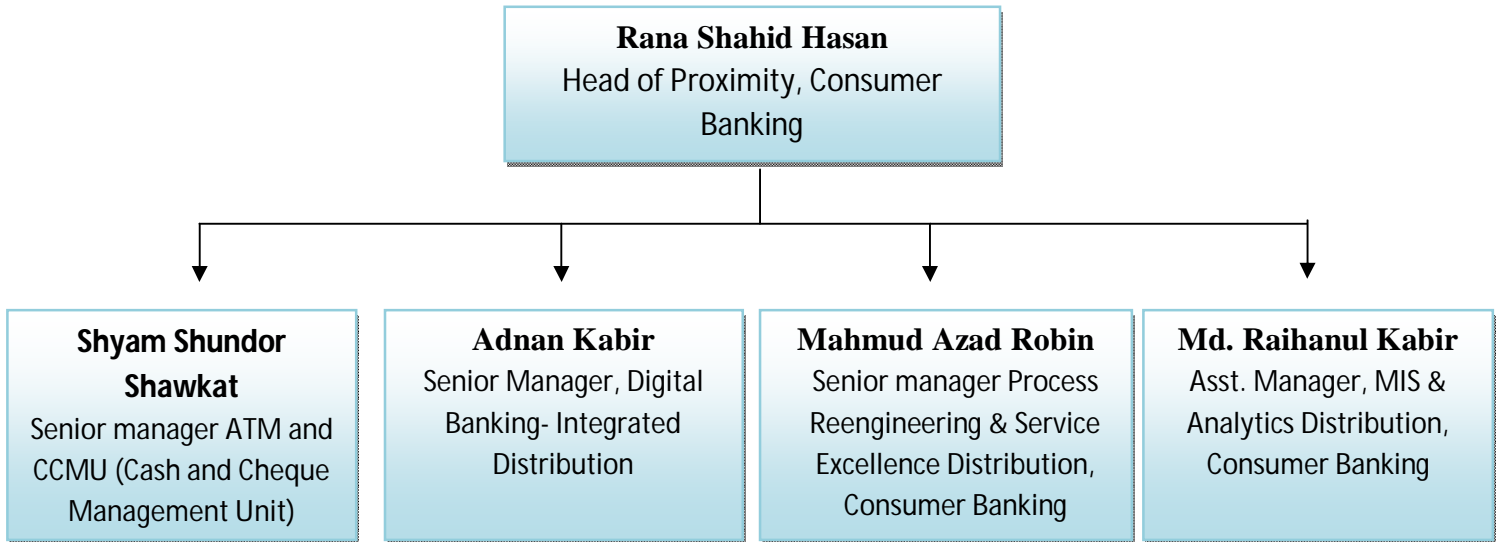 Rana Shahid Hasan
Head of Proximity, Consumer
Banking
Shyam Shundor
Shawkat
Senior manager ATM and
CCMU (Cash and Cheque
Management Unit)
Adnan Kabir
Senior Manager, Digital
Banking- Integrated
Distribution
Mahmud Azad Robin
Senior manager Process
Reengineering & Service
Excellence Distribution,
Consumer Banking
Md. Raihanul Kabir
Asst. Manager, MIS &
Analytics Distribution,
Consumer Banking